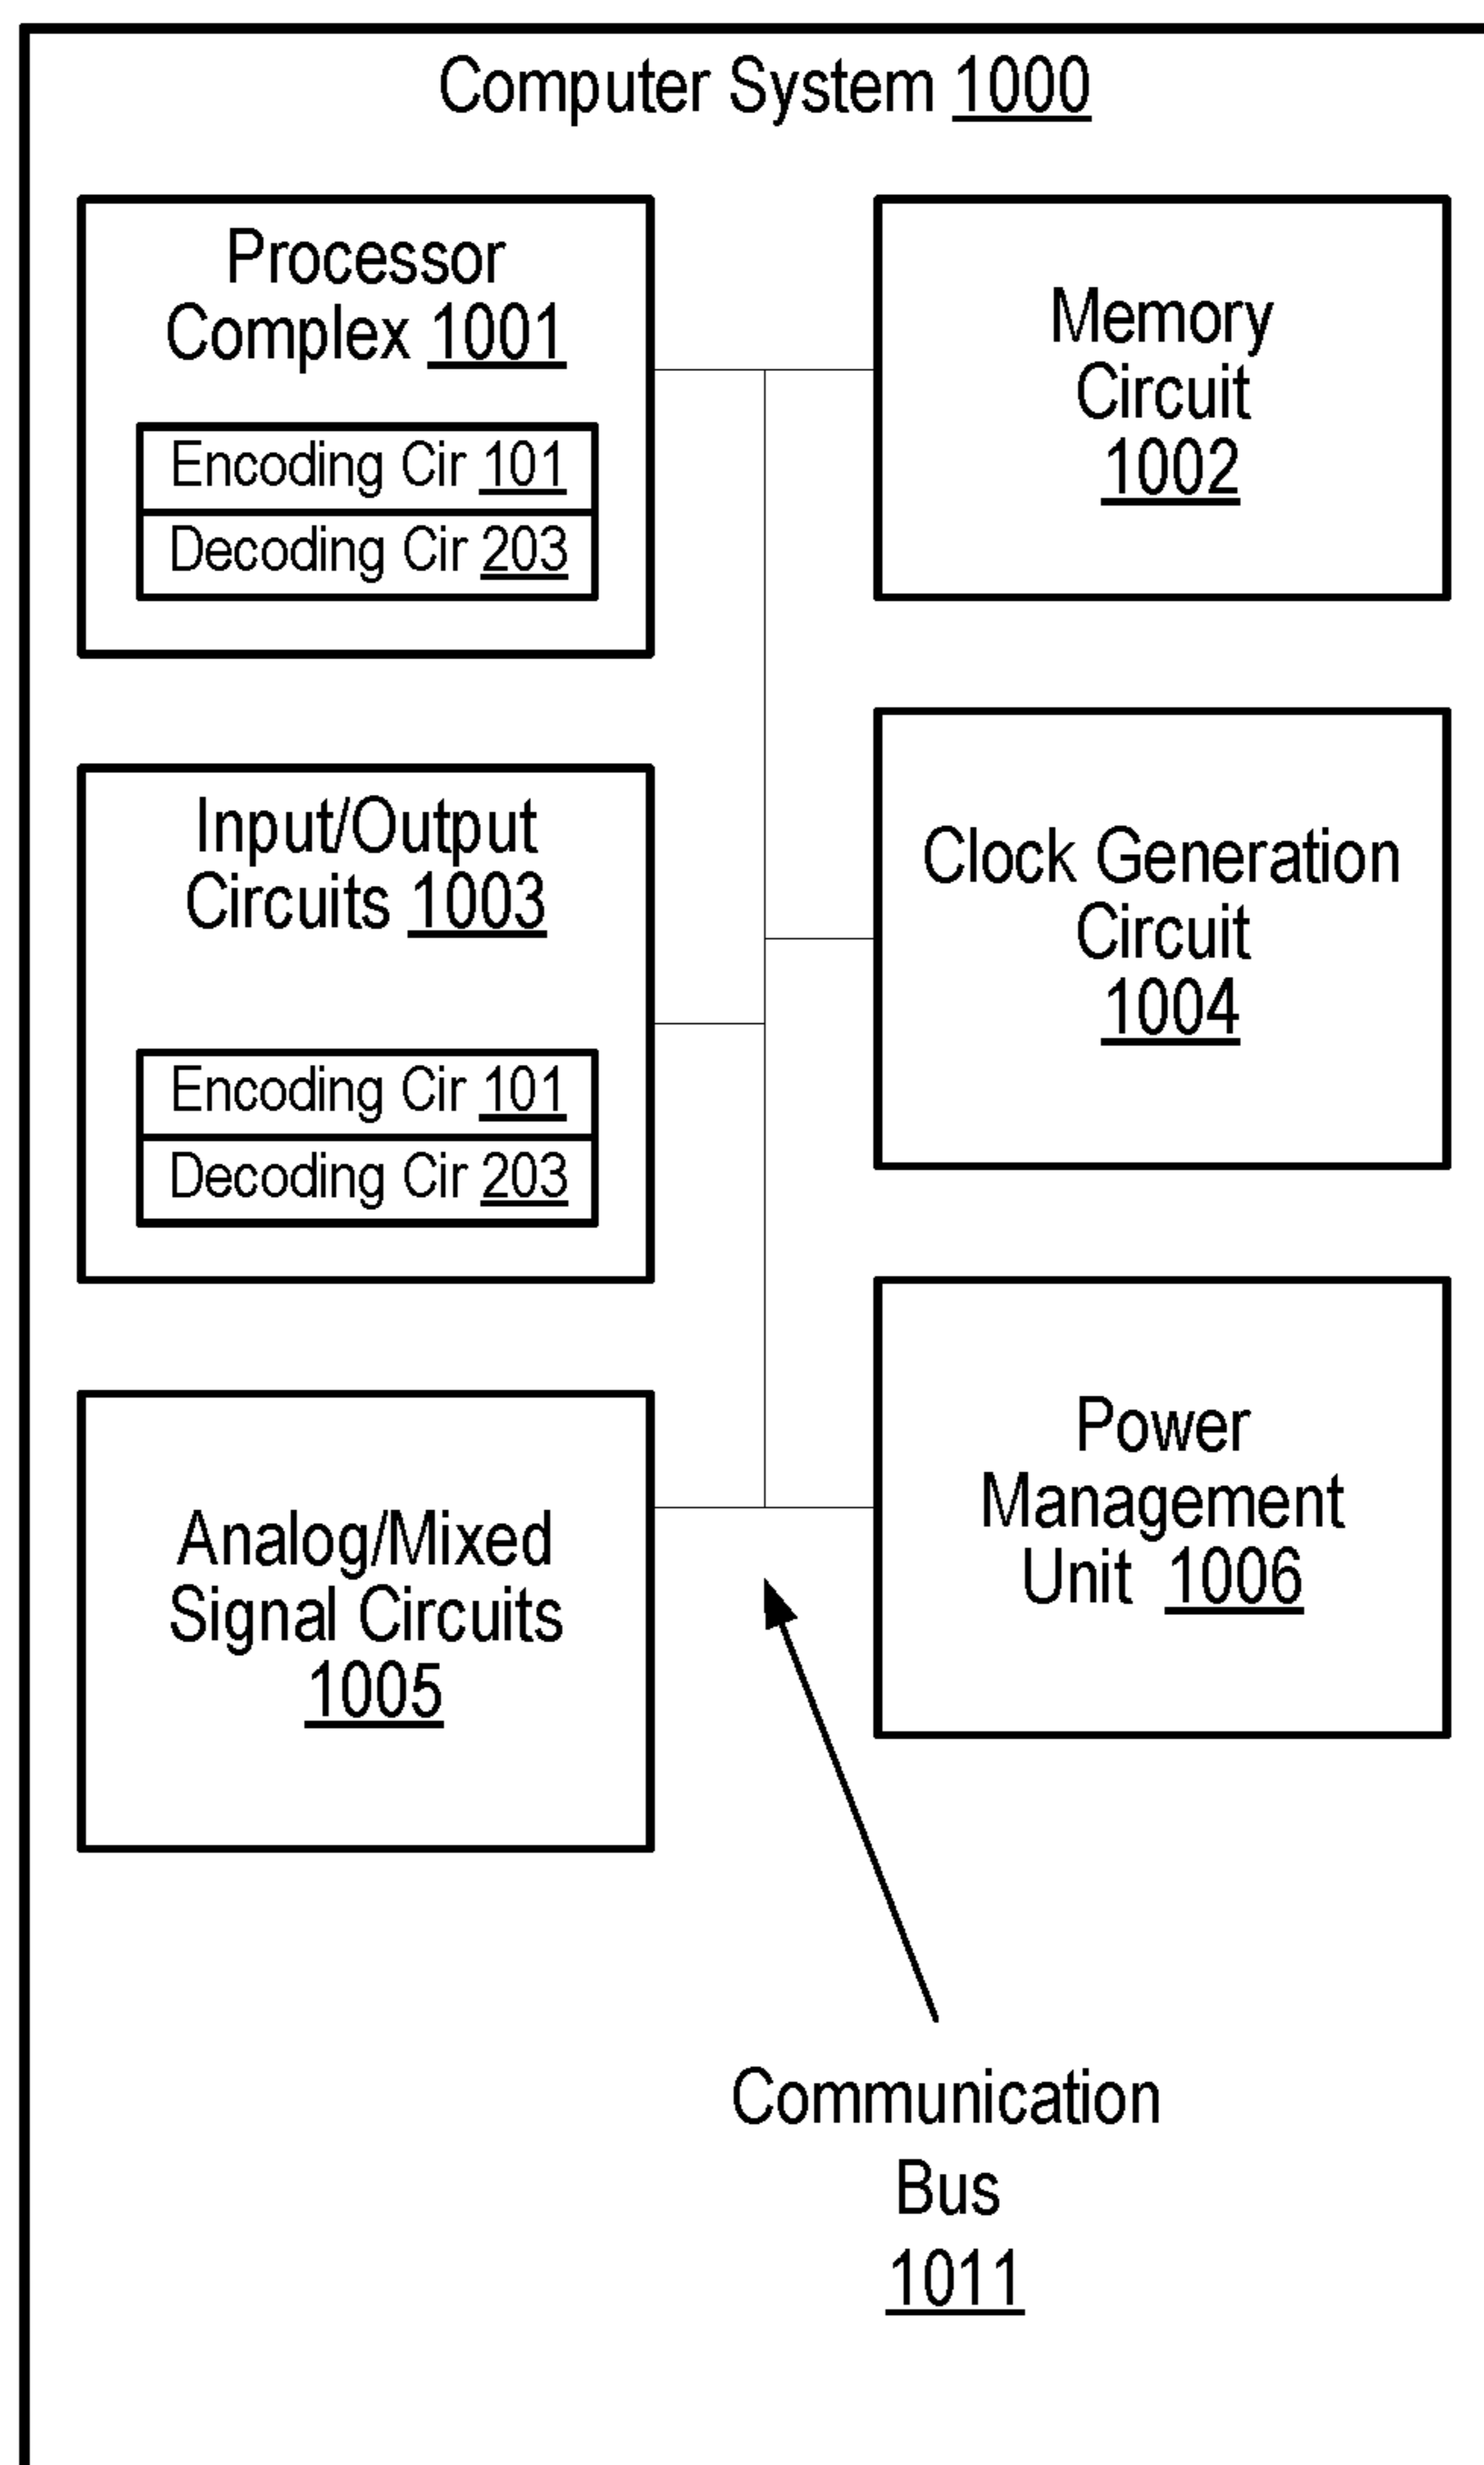 Computer System 1000
Processor
Complex 1001
Encoding Cir 101
Decoding Cir 203
Memory
Circuit
1002
Input/Output
Circuits 1003
Encoding Cir 101
Decoding Cir 203
Clock Generation
Circuit
1004
Analog/Mixed
Signal Circuits
1005
Power
Management
Unit 1006
Communication
Bus
1011